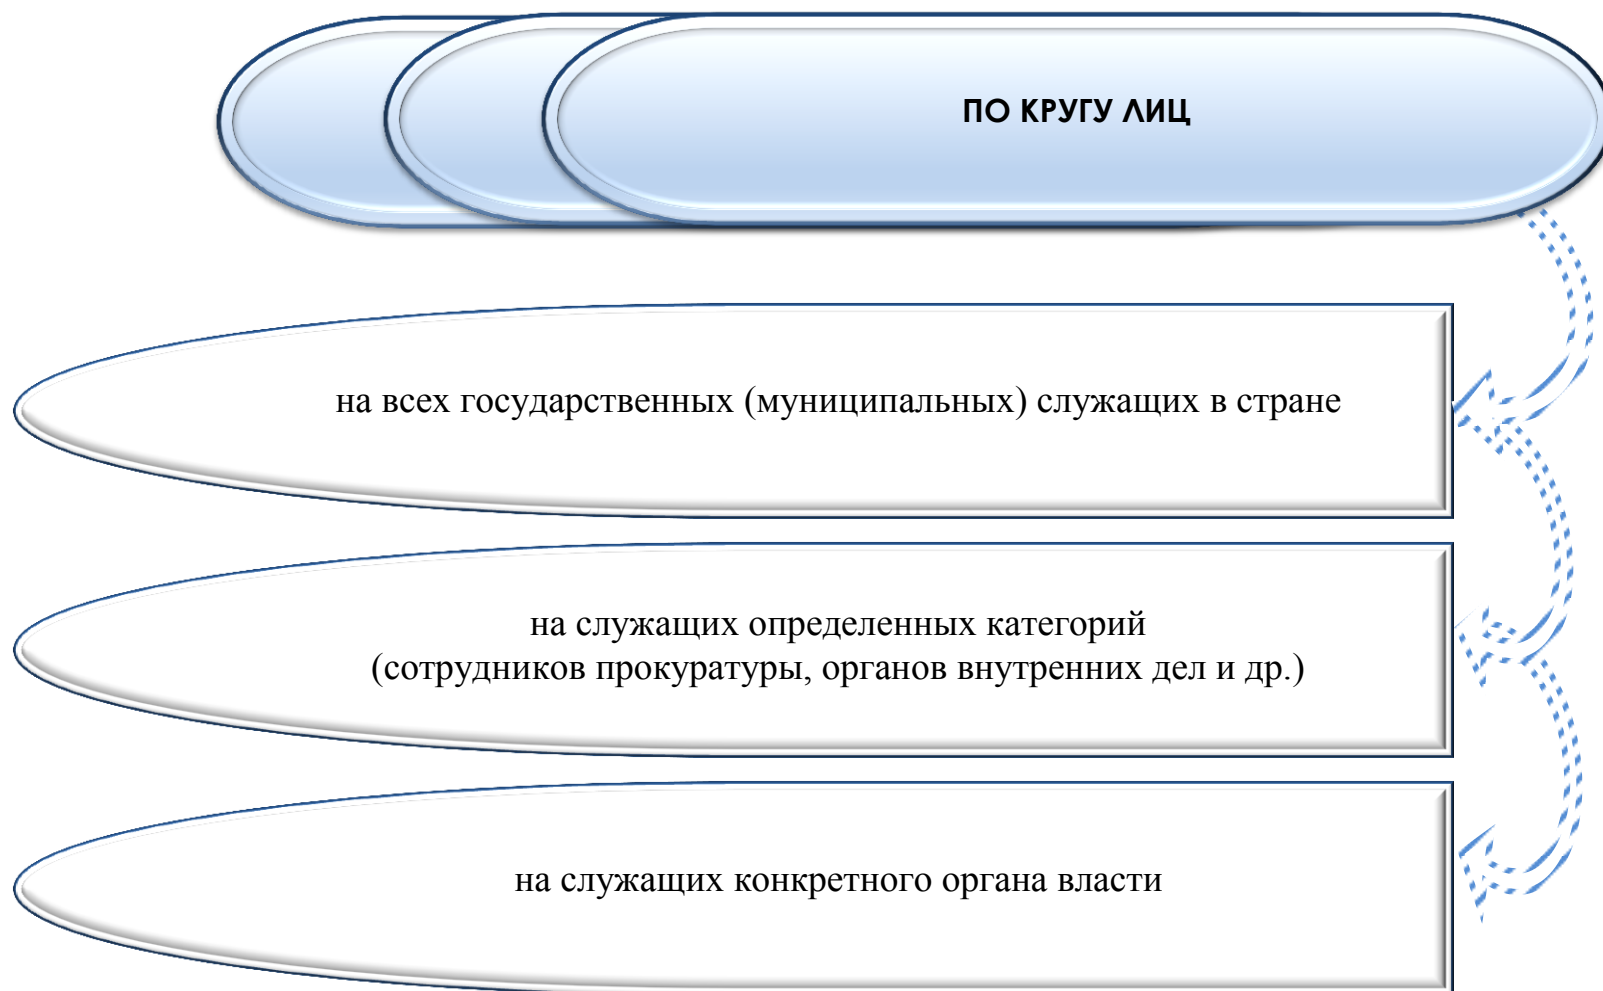 ПО КРУГУ ЛИЦ
на всех государственных (муниципальных) служащих в стране
на служащих определенных категорий
(сотрудников прокуратуры, органов внутренних дел и др.)
на служащих конкретного органа власти